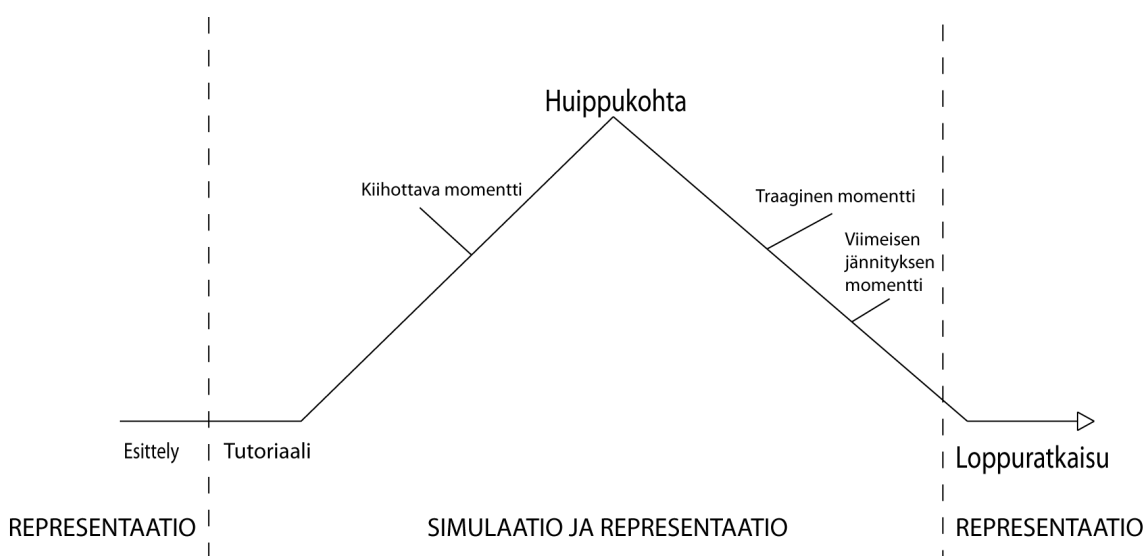 Huippukohta
Kiihottava momentti
Traaginen momentti
Viimeisen
jännityksen
momentti
Esittely
Tutoriaali
Loppuratkaisu
REPRESENTAATIO
SIMULAATIO JA REPRESENTAATIO
REPRESENTAATIO